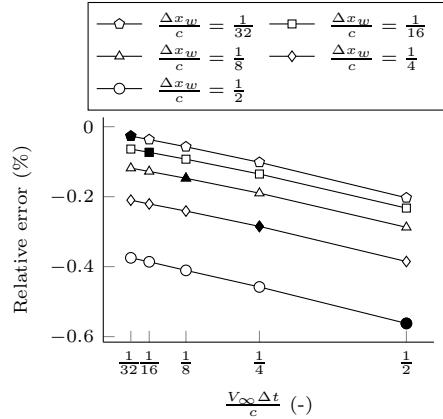 Δx_w/c = 1/32    Δx_w/c = 1/16
Δx_w/c = 1/8    Δx_w/c = 1/4
Δx_w/c = 1/2
Relative error (%)
0
−0.2
−0.4
−0.6
1/32 1/16 1/8 1/4 1/2
V_∞Δt/c (-)